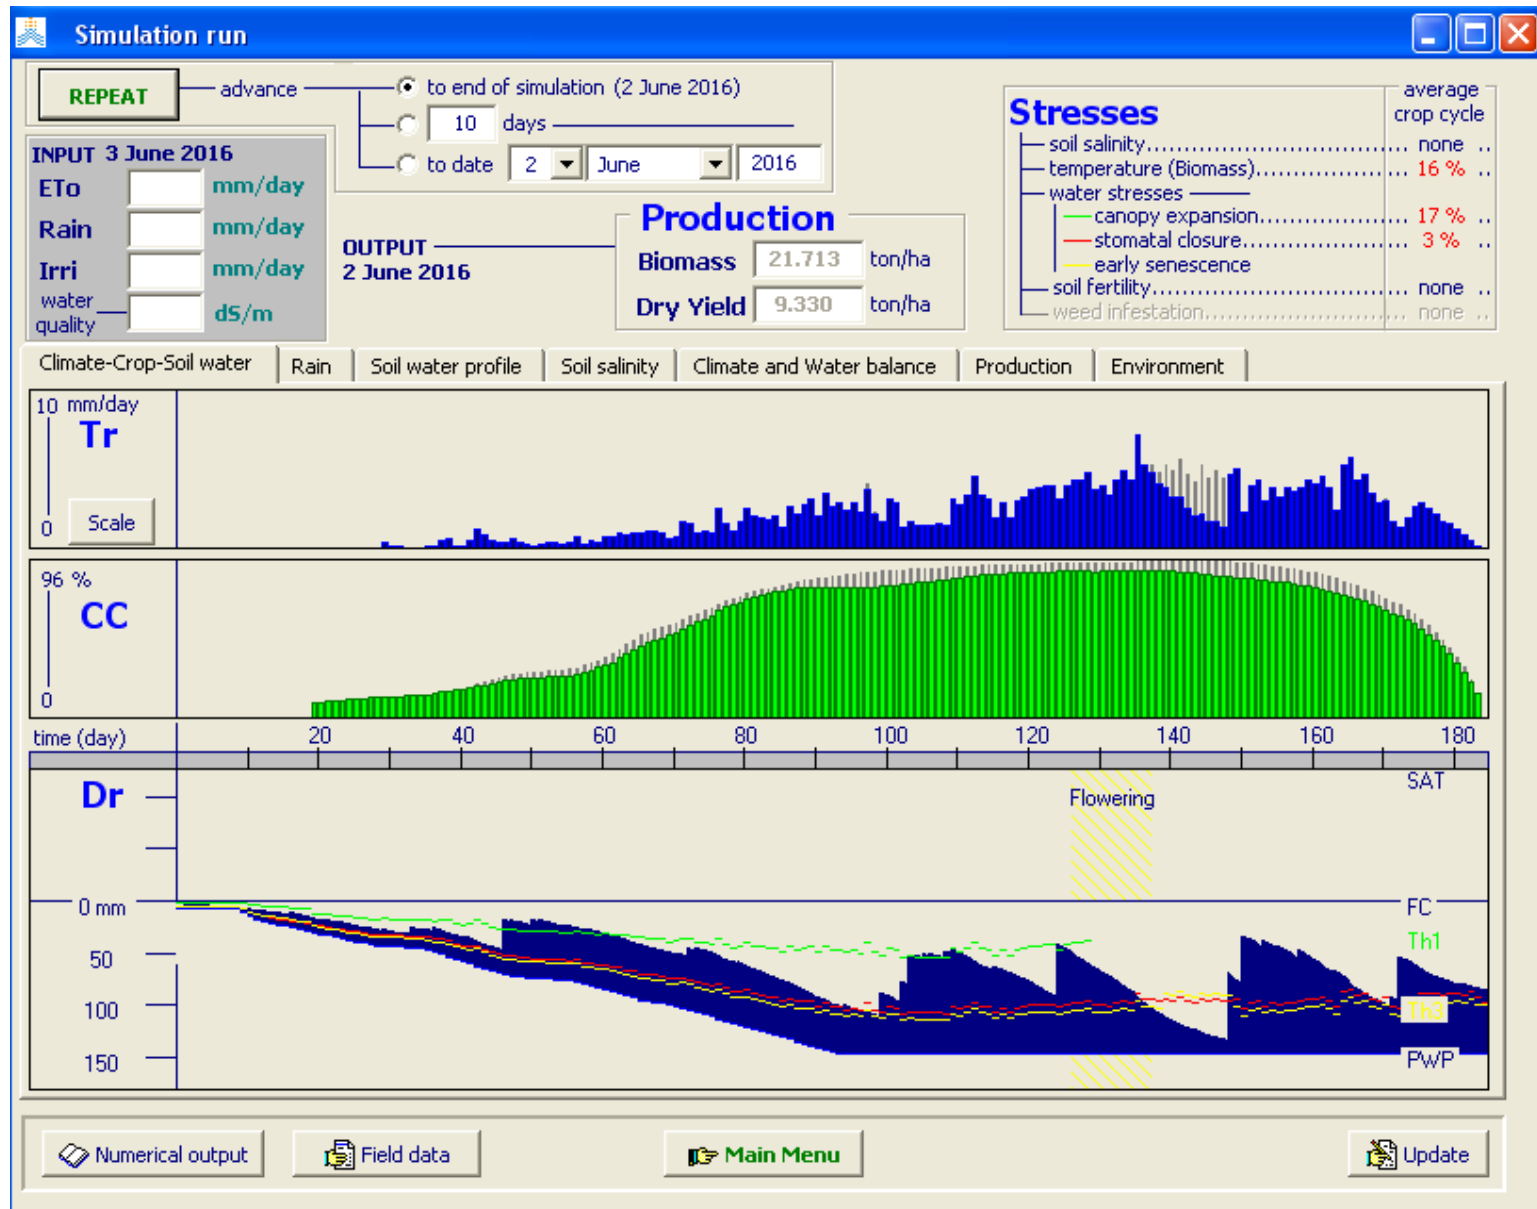 Simulation run
REPEAT
advance
to end of simulation (2 June 2016)
10 days
to date 2 June 2016
INPUT 3 June 2016
ETo mm/day
Rain mm/day
Irri mm/day
water
quality dS/m
OUTPUT
2 June 2016
Production
Biomass 21.713 ton/ha
Dry Yield 9.330 ton/ha
average
crop cycle
Stresses
soil salinity.......... none ..
temperature (Biomass).......... 16 % ..
water stresses
canopy expansion.......... 17 % ..
stomatal closure.......... 3 % ..
early senescence
soil fertility.......... none ..
weed infestation.......... none ..
Climate-Crop-Soil water Rain Soil water profile Soil salinity Climate and Water balance Production Environment
10 mm/day
Tr
0 Scale
96 %
CC
0
time (day) 20 40 60 80 100 120 140 160 180
Dr
SAT
Flowering
0 mm
FC
Th1
50
100
Th3
150
PWP
Numerical output Field data Main Menu Update